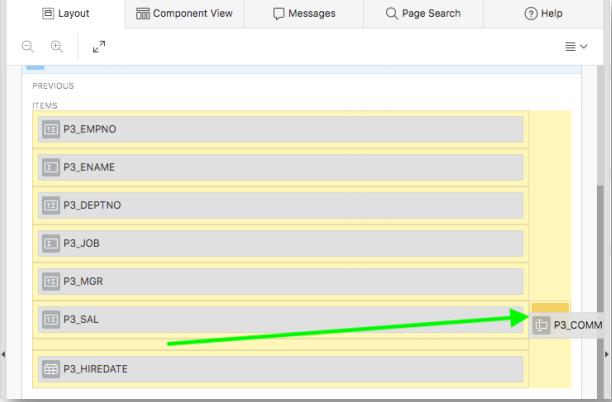 Layout
Component View
Messages
Page Search
Help
PREVIOUS
ITEMS
P3_EMPNO
P3_ENAME
P3_DEPTNO
P3_JOB
P3_MGR
P3_SAL
P3_COMM
P3_HIREDATE